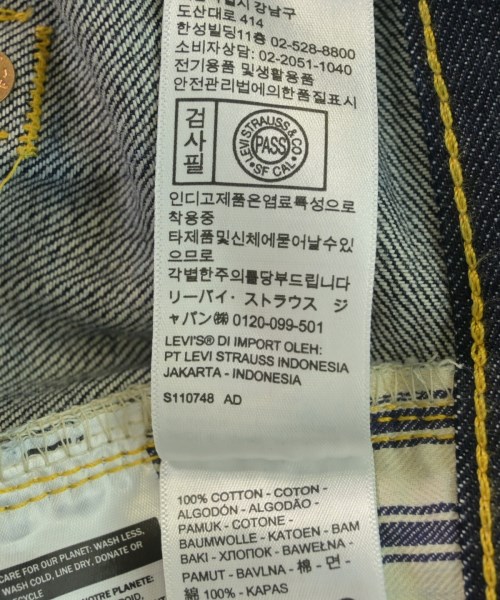 강남구
도산대로 414
한성빌딩11층 02-528-8800
소비자상담: 02-2051-1040
전기용품 및생활용품
안전관리법에의한품질표시
검사필
LEVI STRAUSS & CO
PASS
SF CAL
인디고제품은염료특성으로
착용중
타제품및신체에묻어날수있
으므로
각별한주의를당부드립니다
リーバイ・ストラウス ジ
ャパン㈱ 0120-099-501
LEVI'S® DI IMPORT OLEH:
PT LEVI STRAUSS INDONESIA
JAKARTA - INDONESIA
S110748 AD
100% COTTON - COTON -
ALGODÓN - ALGODÃO -
PAMUK - COTONE -
BAUMWOLLE - KATOEN - BAM
BAKI - ХЛОПОК - BAWEŁNA -
PAMUT - BAVLNA - 棉 - 면 -
綿 100% - KAPAS
CARE FOR OUR PLANET: WASH LESS,
WASH COLD, LINE DRY, DONATE OR
NOTRE PLANETE: